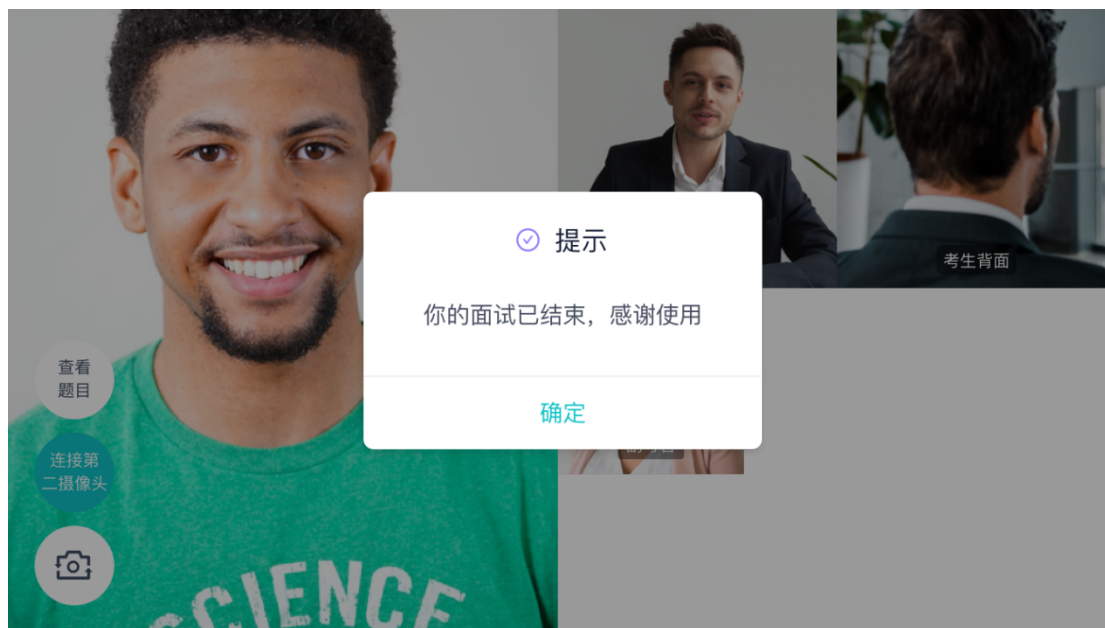 提示
你的面试已结束，感谢使用
确定
考生背面
查看
题目
连接第
二摄像头
SCIENCE